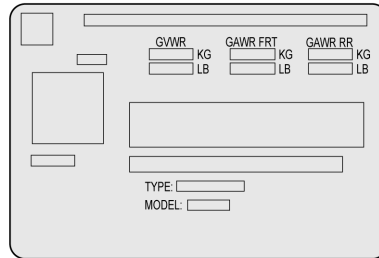 GVWR GAWR FRT GAWR RR
KG KG KG
LB LB LB
TYPE:
MODEL: